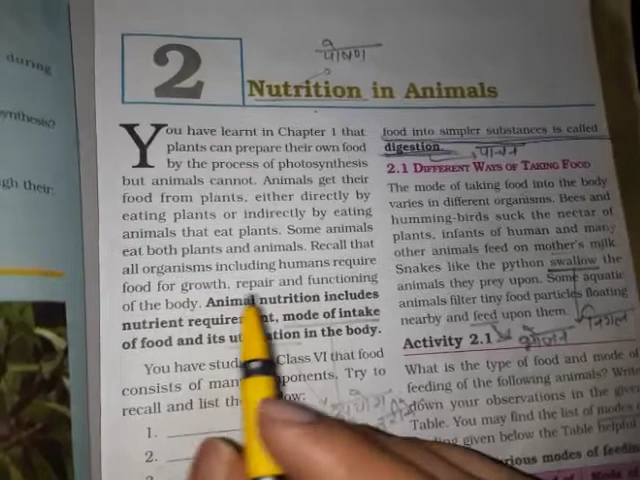 during
ynthesis?
gh their
2
पोषण
Nutrition in Animals
You have learnt in Chapter 1 that
plants can prepare their own food
by the process of photosynthesis
but animals cannot. Animals get their
food from plants, either directly by
eating plants or indirectly by eating
animals that eat plants. Some animals
eat both plants and animals. Recall that
all organisms including humans require
food for growth, repair and functioning
of the body. Animal nutrition includes
nutrient requirement, mode of intake
of food and its in the body.
You have Class VI that food
consists of Try to
recall and list
1.
2.
food into simpler substances is called
digestion.
पाचन
2.1 DIFFERENT WAYS OF TAKING FOOD
The mode of taking food into the body
varies in different organisms. Bees and
humming-birds suck the nectar of
plants, infants of human and many
other animals feed on mother's milk.
Snakes like the python swallow the
animals they prey upon. Some aquatic
animals filter tiny food particles floating
nearby and feed upon them.
निगल
भोजन
Activity 2.1
What is the type of food and mode of
feeding of the following animals? Write
down your observations in the given
Table. You may find the list of modes of
given below the Table helpful
modes of feeding